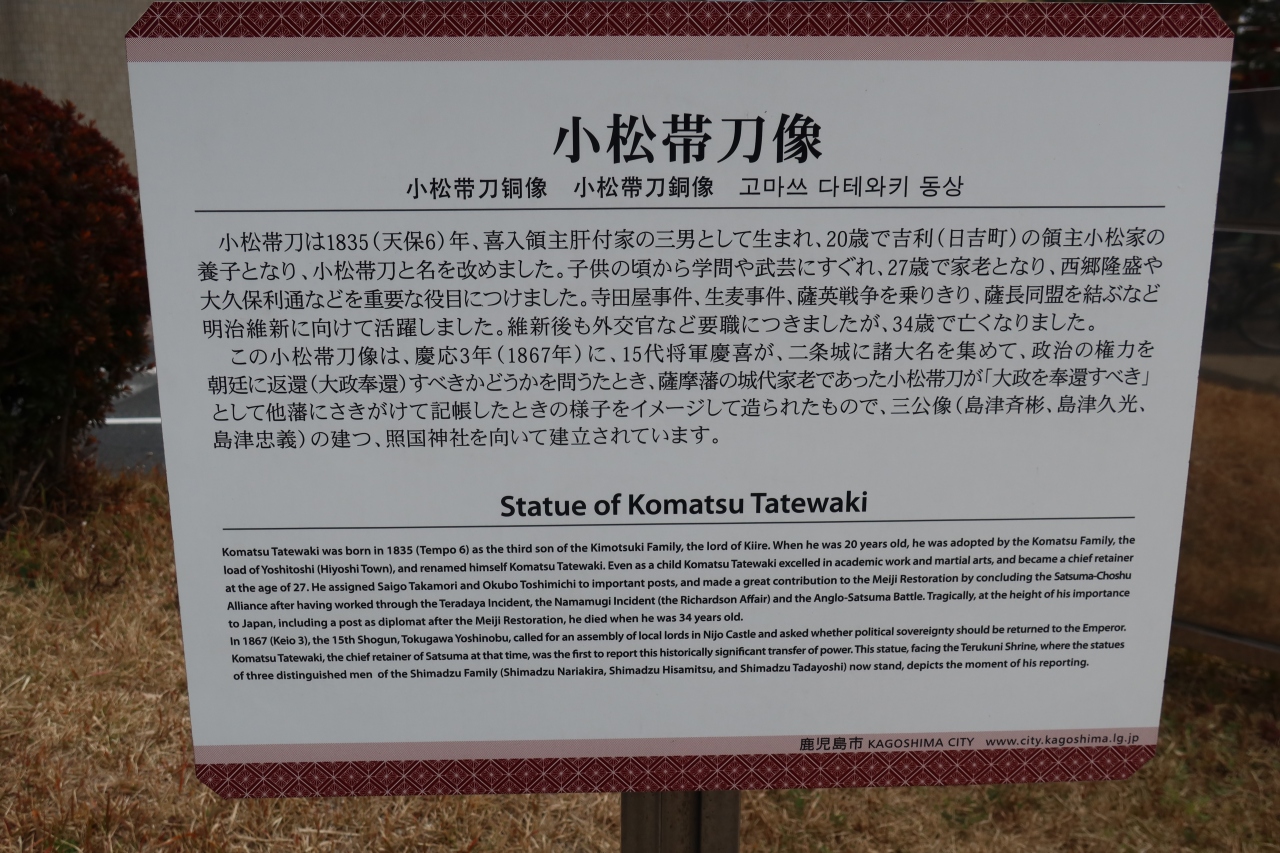 小松帯刀像
小松带刀铜像　小松帶刀銅像　고마쓰 다테와키 동상
小松帯刀は1835（天保6）年、喜入領主肝付家の三男として生まれ、20歳で吉利（日吉町）の領主小松家の
養子となり、小松帯刀と名を改めました。子供の頃から学問や武芸にすぐれ、27歳で家老となり、西郷隆盛や
大久保利通などを重要な役目につけました。寺田屋事件、生麦事件、薩英戦争を乗りきり、薩長同盟を結ぶなど
明治維新に向けて活躍しました。維新後も外交官など要職につきましたが、34歳で亡くなりました。
この小松帯刀像は、慶応3年（1867年）に、15代将軍慶喜が、二条城に諸大名を集めて、政治の権力を
朝廷に返還（大政奉還）すべきかどうかを問うたとき、薩摩藩の城代家老であった小松帯刀が「大政を奉還すべき」
として他藩にさきがけて記帳したときの様子をイメージして造られたもので、三公像（島津斉彬、島津久光、
島津忠義）の建つ、照国神社を向いて建立されています。
Statue of Komatsu Tatewaki
Komatsu Tatewaki was born in 1835 (Tempo 6) as the third son of the Kimotsuki Family, the lord of Kiire. When he was 20 years old, he was adopted by the Komatsu Family, the
load of Yoshitoshi (Hiyoshi Town), and renamed himself Komatsu Tatewaki. Even as a child Komatsu Tatewaki excelled in academic work and martial arts, and became a chief retainer
at the age of 27. He assigned Saigo Takamori and Okubo Toshimichi to important posts, and made a great contribution to the Meiji Restoration by concluding the Satsuma-Choshu
Alliance after having worked through the Teradaya Incident, the Namamugi Incident (the Richardson Affair) and the Anglo-Satsuma Battle. Tragically, at the height of his importance
to Japan, including a post as diplomat after the Meiji Restoration, he died when he was 34 years old.
In 1867 (Keio 3), the 15th Shogun, Tokugawa Yoshinobu, called for an assembly of local lords in Nijo Castle and asked whether political sovereignty should be returned to the Emperor.
Komatsu Tatewaki, the chief retainer of Satsuma at that time, was the first to report this historically significant transfer of power. This statue, facing the Terukuni Shrine, where the statues
of three distinguished men of the Shimadzu Family (Shimadzu Nariakira, Shimadzu Hisamitsu, and Shimadzu Tadayoshi) now stand, depicts the moment of his reporting.
鹿児島市 KAGOSHIMA CITY www.city.kagoshima.lg.jp